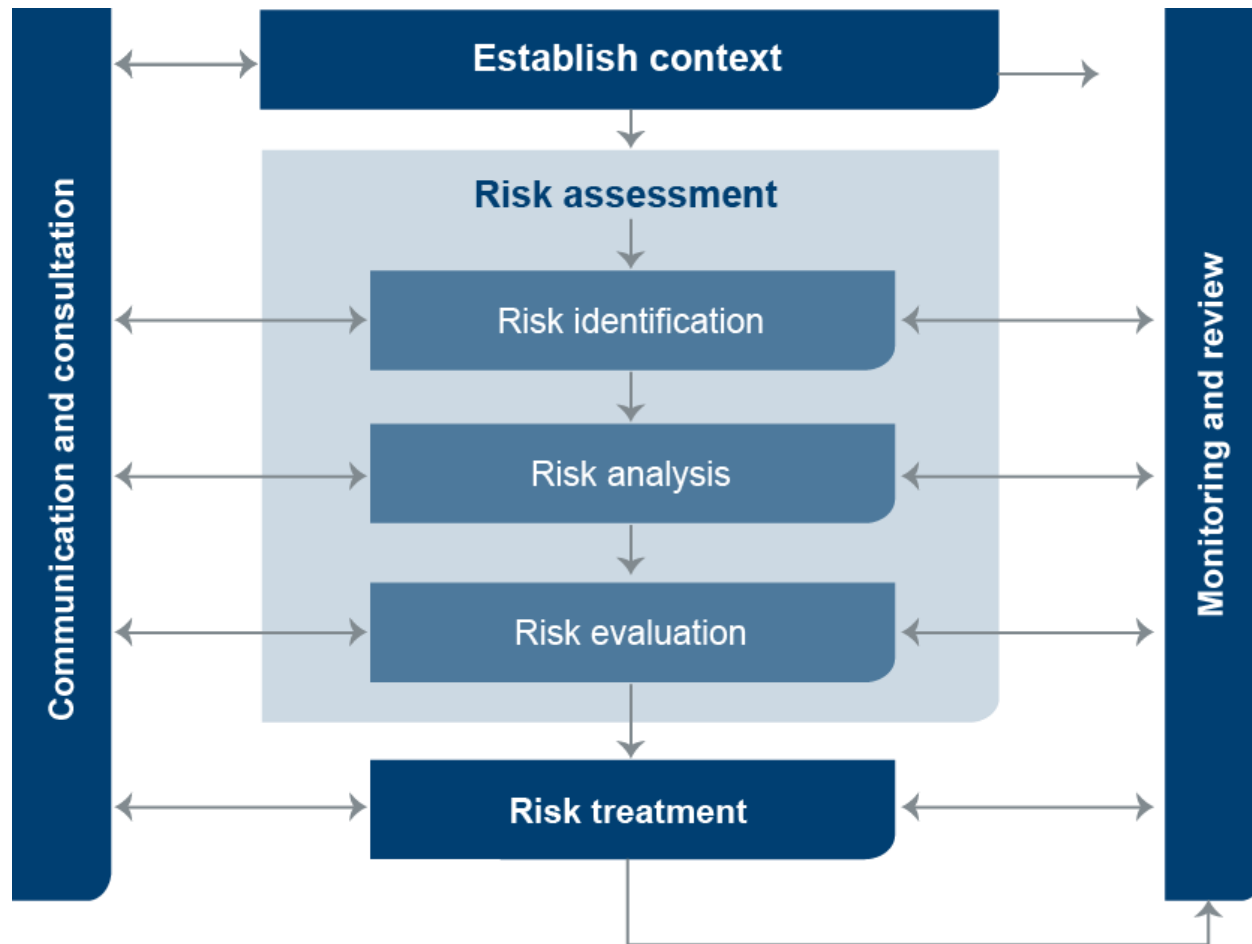 Establish context
Communication and consultation
Risk assessment
Risk identification
Risk analysis
Risk evaluation
Risk treatment
Monitoring and review